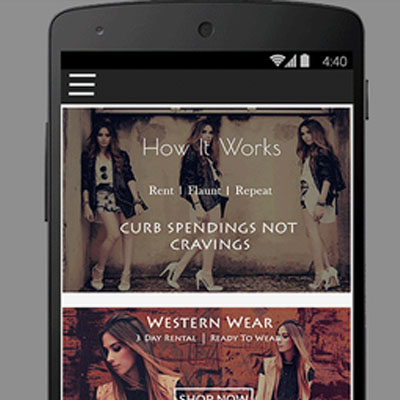 4:40
How It Works
Rent | Flaunt | Repeat
CURB SPENDINGS NOT
CRAVINGS
WESTERN WEAR
3 DAY RENTAL | READY TO WEAR
SHOP NOW